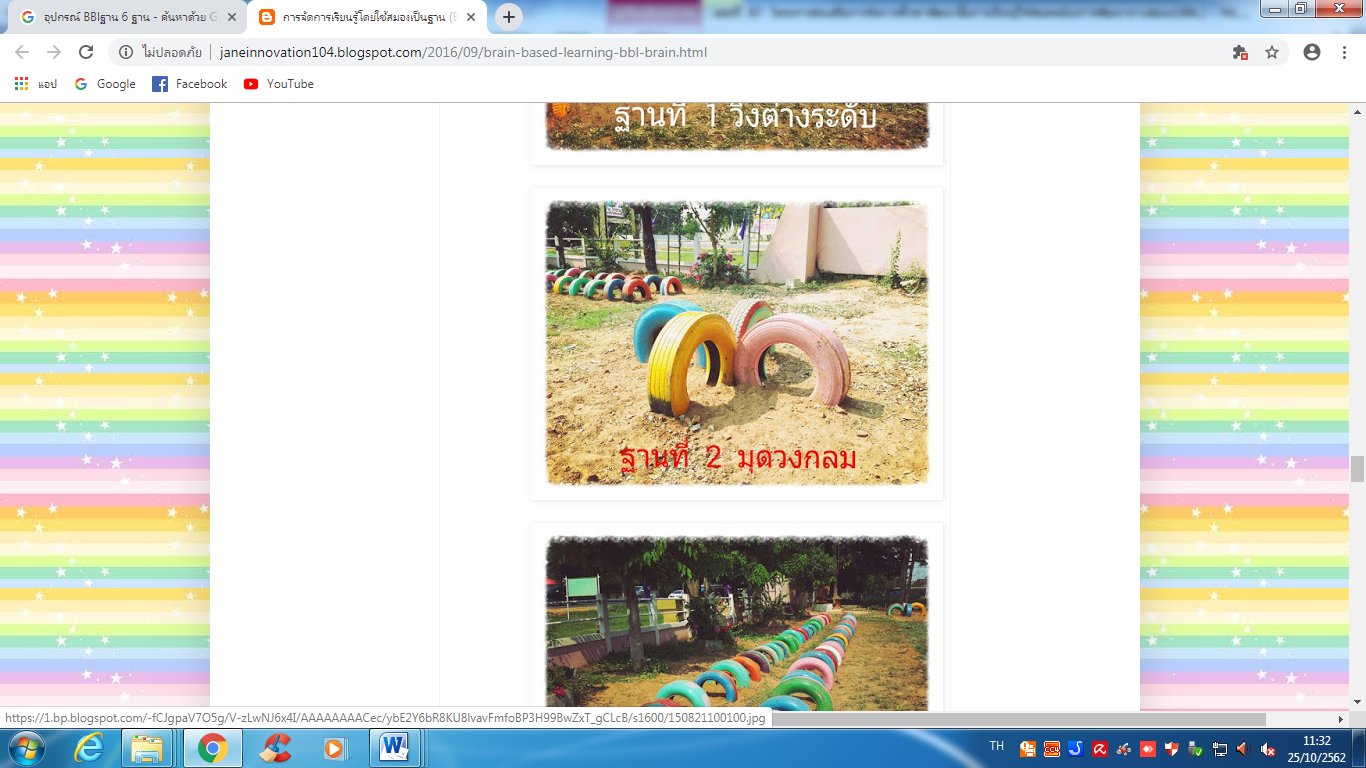 อุปกรณ์ BBlฐาน 6 ฐาน - ค้นหาด้วย G
การจัดการเรียนรู้โดยใช้สมองเป็นฐาน (B
ไม่ปลอดภัย
janeinnovation104.blogspot.com/2016/09/brain-based-learning-bbl-brain.html
แอป
Google
Facebook
YouTube
ฐานที่ 1 วิ่งต่างระดับ
ฐานที่ 2 มุดวงกลม
https://1.bp.blogspot.com/-fCJgpaV7O5g/V-zLwNJ6x4I/AAAAAAAACec/ybE2Y6bR8KU8IvavFmfoBP3H99BwZxT_gCLcB/s1600/150821100100.jpg
TH
11:32
25/10/2562